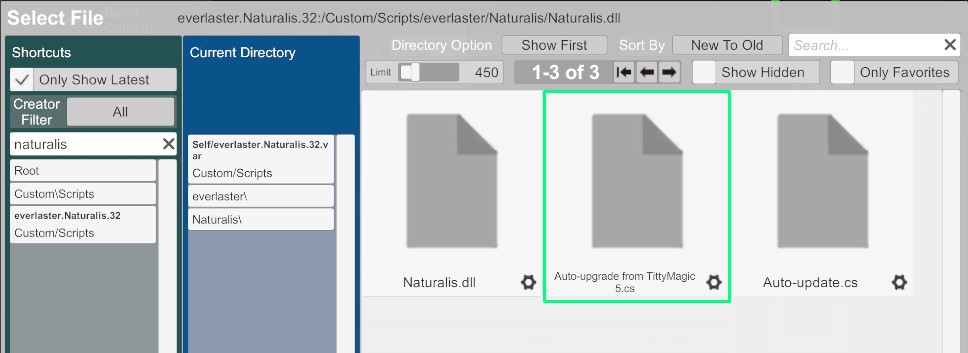 Select File
everlaster.Naturalis.32:/Custom/Scripts/everlaster/Naturalis/Naturalis.dll
Shortcuts
Only Show Latest
Creator
Filter
All
naturalis
Root
Custom\Scripts
everlaster.Naturalis.32
Custom/Scripts
Current Directory
Self/everlaster.Naturalis.32.v
ar
Custom/Scripts
everlaster\
Naturalis\
Directory Option
Show First
Sort By
New To Old
Search...
Limit
450
1-3 of 3
Show Hidden
Only Favorites
Naturalis.dll
Auto-upgrade from TittyMagic
5.cs
Auto-update.cs